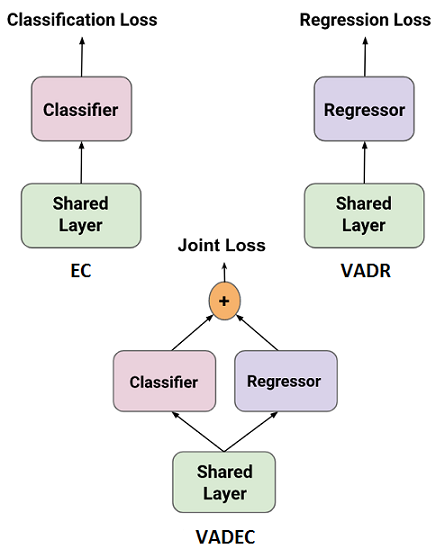 Classification Loss
Regression Loss
Classifier
Regressor
Shared
Layer
Shared
Layer
EC
VADR
Joint Loss
+
Classifier
Regressor
Shared
Layer
VADEC